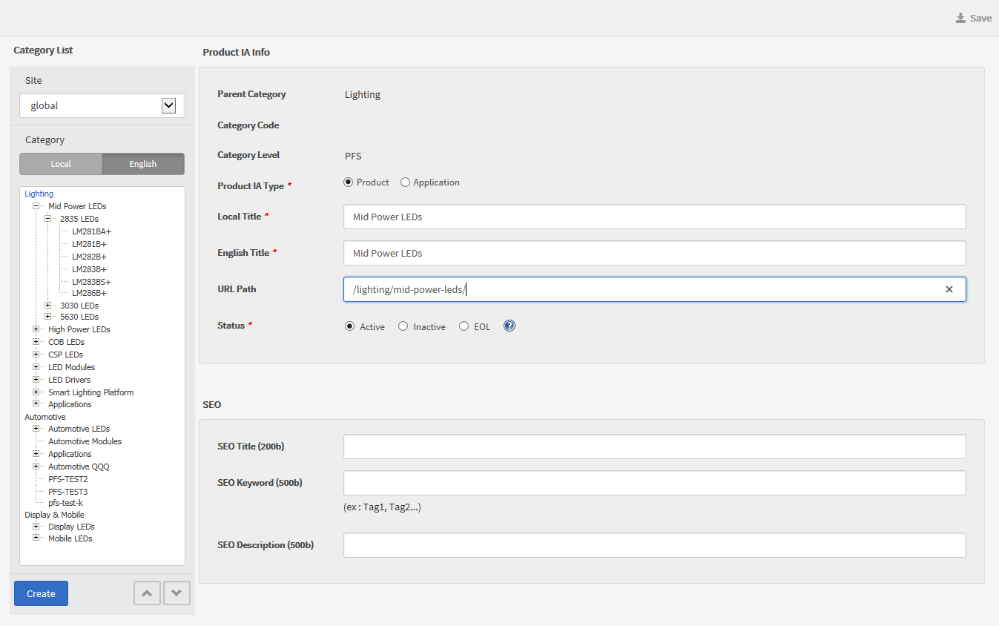 Save
Category List
Site
global
Category
Local English
Lighting
Mid Power LEDs
2835 LEDs
LM281BA+
LM281B+
LM282B+
LM283B+
LM283BS+
LM286B+
3030 LEDs
5630 LEDs
High Power LEDs
COB LEDs
CSP LEDs
LED Modules
LED Drivers
Smart Lighting Platform
Applications
Automotive
Automotive LEDs
Automotive Modules
Applications
Automotive QQQ
PFS-TEST2
PFS-TEST3
pfs-test-k
Display & Mobile
Display LEDs
Mobile LEDs
Create
Product IA Info
Parent Category Lighting
Category Code
Category Level PFS
Product IA Type * Product Application
Local Title * Mid Power LEDs
English Title * Mid Power LEDs
URL Path /lighting/mid-power-leds/
Status * Active Inactive EOL ?
SEO
SEO Title (200b)
SEO Keyword (500b)
(ex : Tag1, Tag2...)
SEO Description (500b)